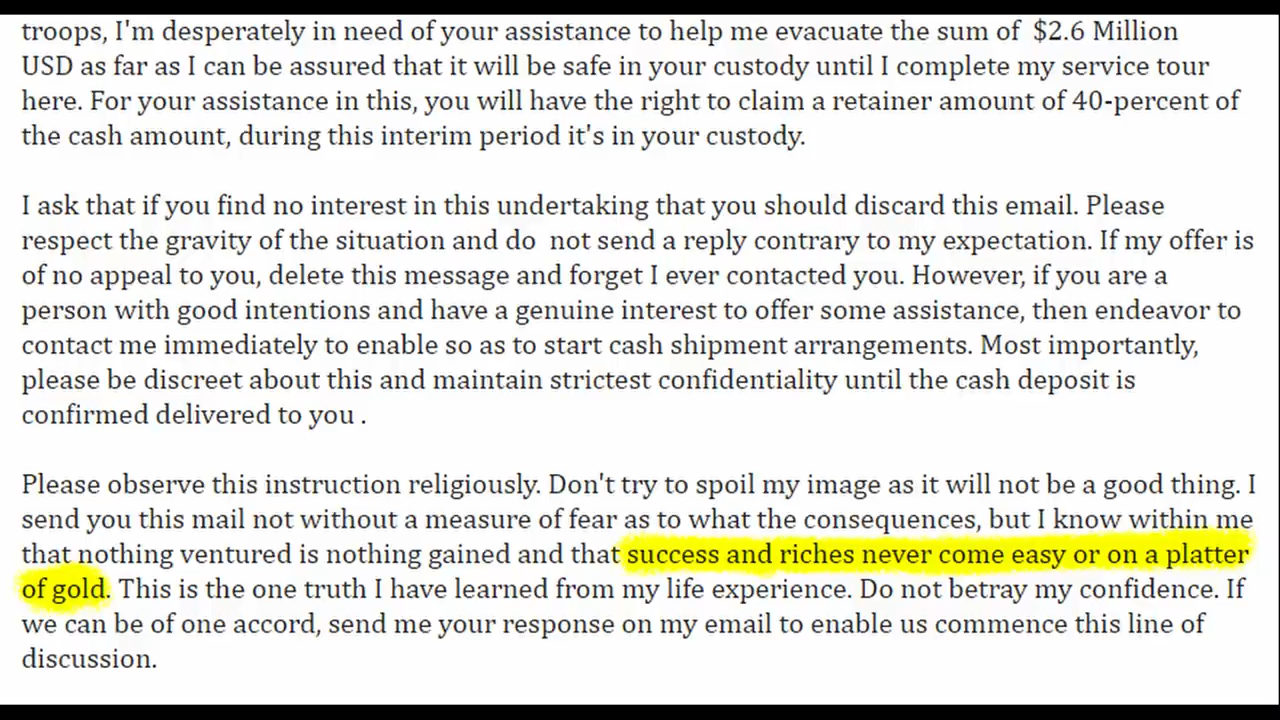 troops, I'm desperately in need of your assistance to help me evacuate the sum of  $2.6 Million
USD as far as I can be assured that it will be safe in your custody until I complete my service tour
here. For your assistance in this, you will have the right to claim a retainer amount of 40-percent of
the cash amount, during this interim period it's in your custody.
I ask that if you find no interest in this undertaking that you should discard this email. Please
respect the gravity of the situation and do  not send a reply contrary to my expectation. If my offer is
of no appeal to you, delete this message and forget I ever contacted you. However, if you are a
person with good intentions and have a genuine interest to offer some assistance, then endeavor to
contact me immediately to enable so as to start cash shipment arrangements. Most importantly,
please be discreet about this and maintain strictest confidentiality until the cash deposit is
confirmed delivered to you .
Please observe this instruction religiously. Don't try to spoil my image as it will not be a good thing. I
send you this mail not without a measure of fear as to what the consequences, but I know within me
that nothing ventured is nothing gained and that success and riches never come easy or on a platter
of gold. This is the one truth I have learned from my life experience. Do not betray my confidence. If
we can be of one accord, send me your response on my email to enable us commence this line of
discussion.